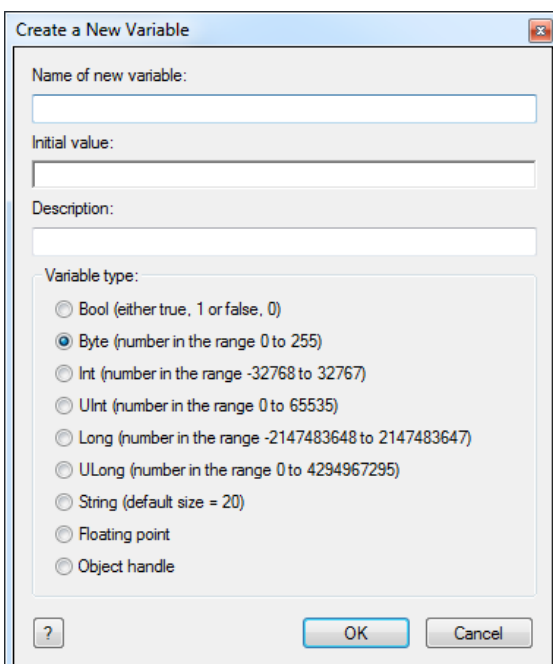 Create a New Variable
Name of new variable:
Initial value:
Description:
Variable type:
Bool (either true, 1 or false, 0)
Byte (number in the range 0 to 255)
Int (number in the range -32768 to 32767)
UInt (number in the range 0 to 65535)
Long (number in the range -2147483648 to 2147483647)
ULong (number in the range 0 to 4294967295)
String (default size = 20)
Floating point
Object handle
? OK Cancel